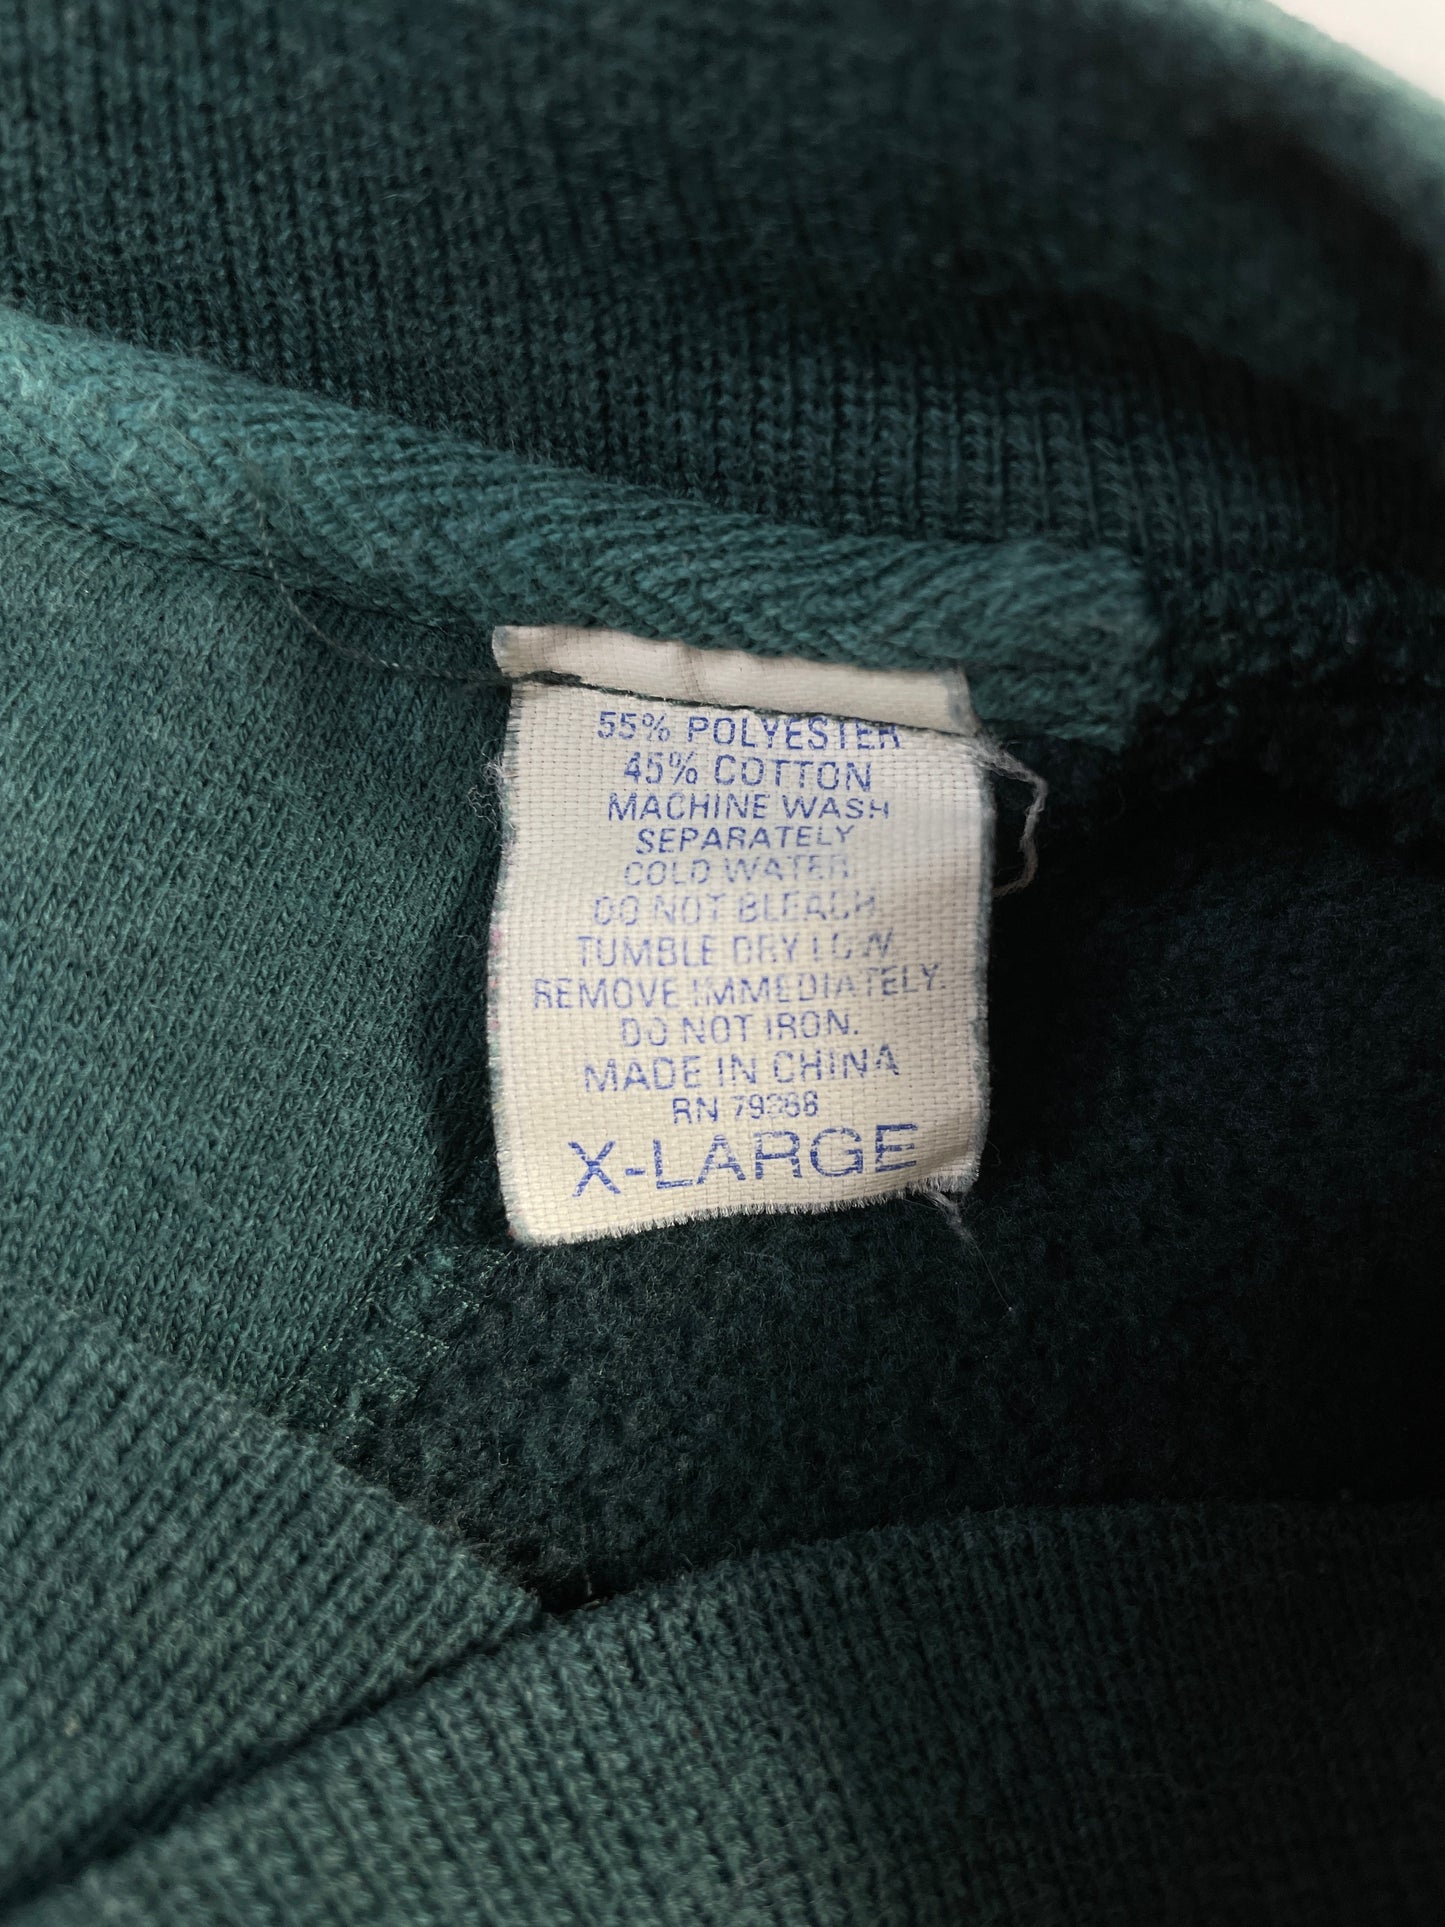 55% POLYESTER
45% COTTON
MACHINE WASH
SEPARATELY
COLD WATER.
DO NOT BLEACH.
TUMBLE DRY LOW
REMOVE IMMEDIATELY.
DO NOT IRON.
MADE IN CHINA
RN
X-LARGE